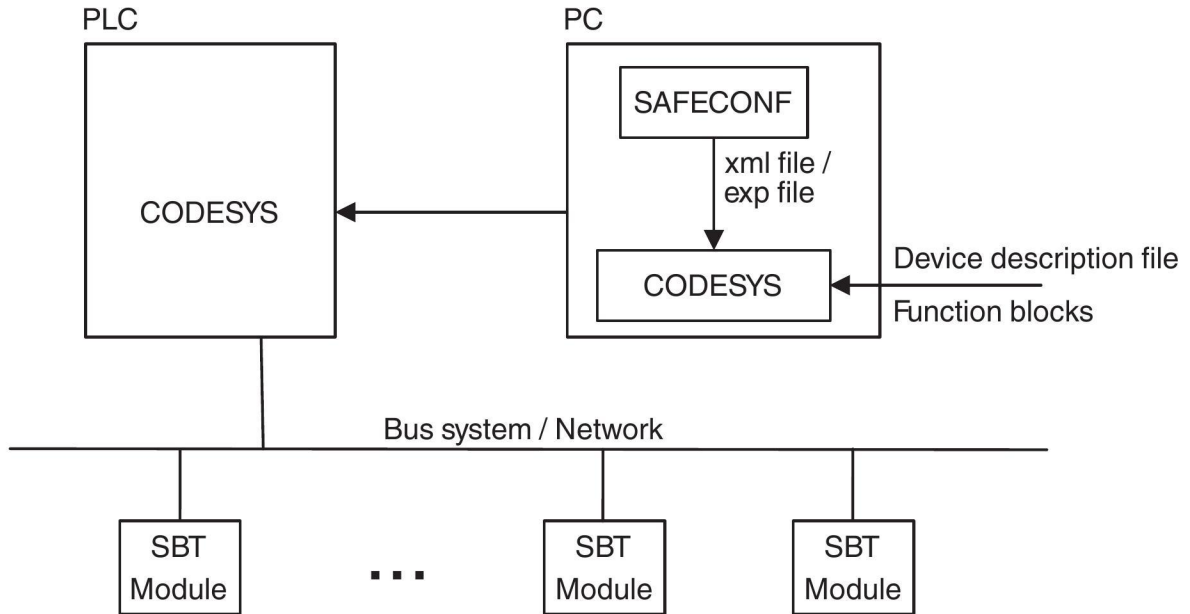 PLC
PC
SAFECONF
xml file /
exp file
CODESYS
CODESYS
Device description file
Function blocks
Bus system / Network
SBT
Module
...
SBT
Module
SBT
Module